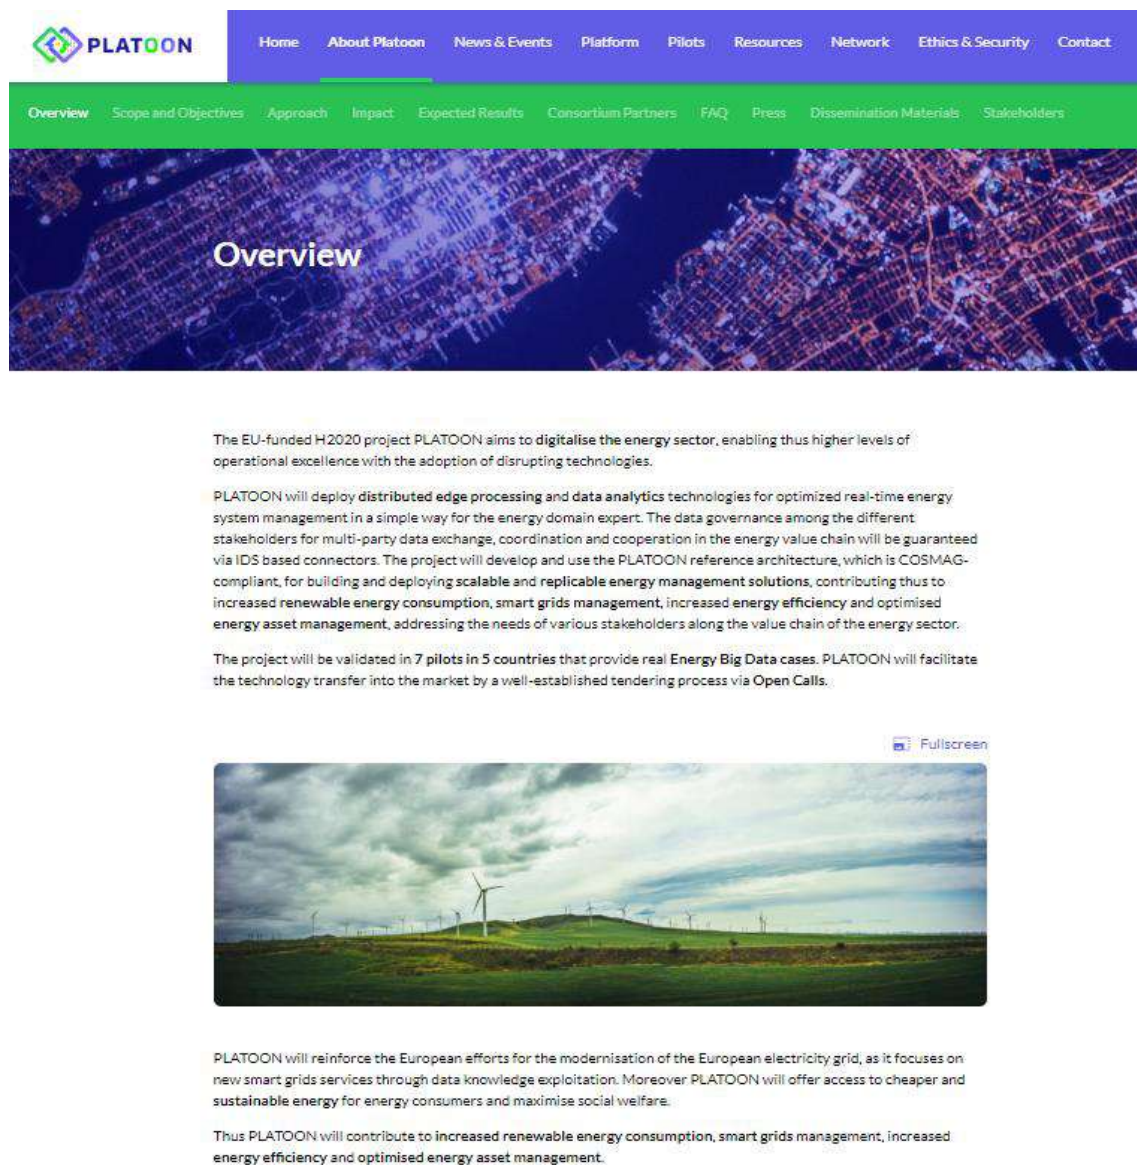 PLATOON
Home About Platoon News & Events Platform Pilots Resources Network Ethics & Security Contact
Overview Scope and Objectives Approach Impact Expected Results Consortium Partners FAQ Press Dissemination Materials Stakeholders
Overview
The EU-funded H2020 project PLATOON aims to digitalise the energy sector, enabling thus higher levels of
operational excellence with the adoption of disrupting technologies.
PLATOON will deploy distributed edge processing and data analytics technologies for optimized real-time energy
system management in a simple way for the energy domain expert. The data governance among the different
stakeholders for multi-party data exchange, coordination and cooperation in the energy value chain will be guaranteed
via IDS based connectors. The project will develop and use the PLATOON reference architecture, which is COSMAG-
compliant, for building and deploying scalable and replicable energy management solutions, contributing thus to
increased renewable energy consumption, smart grids management, increased energy efficiency and optimised
energy asset management, addressing the needs of various stakeholders along the value chain of the energy sector.
The project will be validated in 7 pilots in 5 countries that provide real Energy Big Data cases. PLATOON will facilitate
the technology transfer into the market by a well-established tendering process via Open Calls.
Fullscreen
PLATOON will reinforce the European efforts for the modernisation of the European electricity grid, as it focuses on
new smart grids services through data knowledge exploitation. Moreover PLATOON will offer access to cheaper and
sustainable energy for energy consumers and maximise social welfare.
Thus PLATOON will contribute to increased renewable energy consumption, smart grids management, increased
energy efficiency and optimised energy asset management.